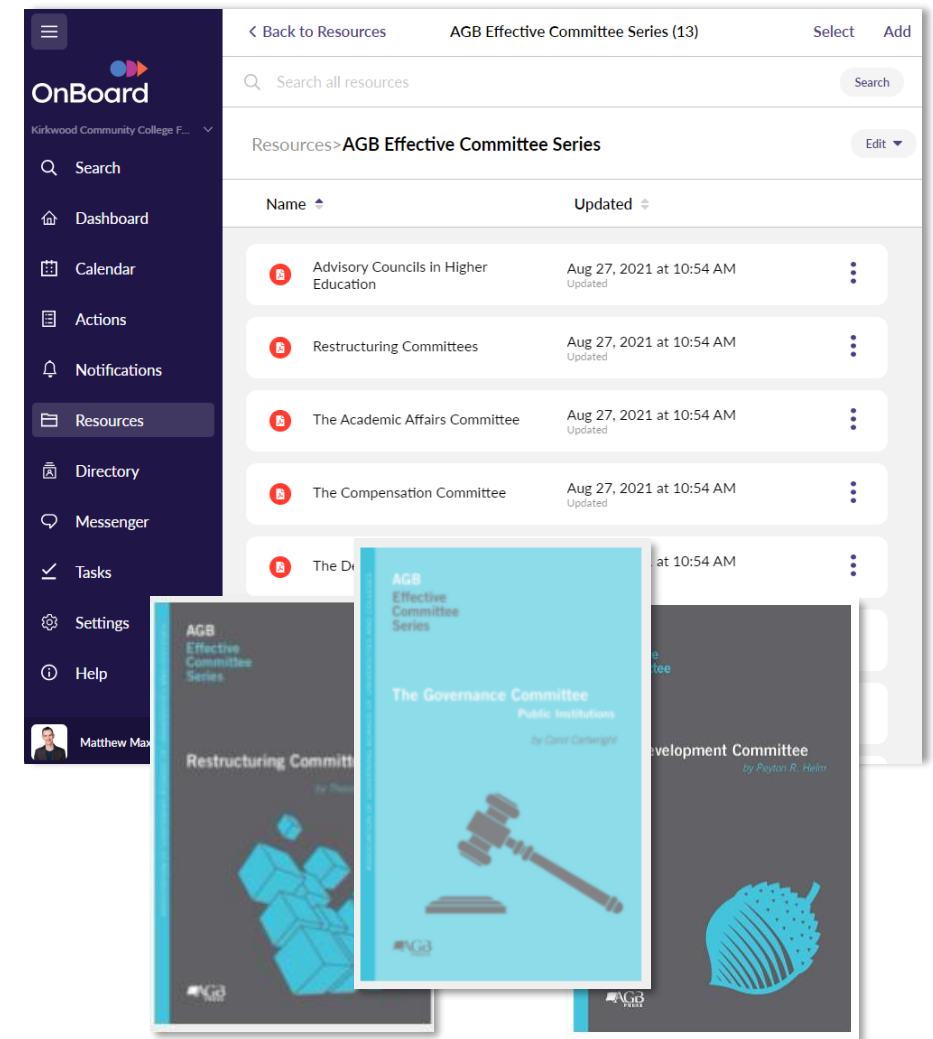 < Back to Resources AGB Effective Committee Series (13) Select Add
OnBoard
Search all resources Search
Kirkwood Community College F...
Resources>AGB Effective Committee Series Edit
Search
Name Updated
Dashboard
Calendar
Advisory Councils in Higher
Education
Aug 27, 2021 at 10:54 AM
Updated
Actions
Restructuring Committees
Aug 27, 2021 at 10:54 AM
Updated
Notifications
Resources
The Academic Affairs Committee
Aug 27, 2021 at 10:54 AM
Updated
Directory
The Compensation Committee
Aug 27, 2021 at 10:54 AM
Updated
Messenger
Tasks
The De
at 10:54 AM
Settings
Help
Matthew Max
AGB
Effective
Committee
Series
Restructuring Committ
by
AGB
AGB
Effective
Committee
Series
The Governance Committee
Public Institutions
by Carol Cartwright
AGB
e
tee
evelopment Committee
by Peyton R. Helm
AGB
PRESS